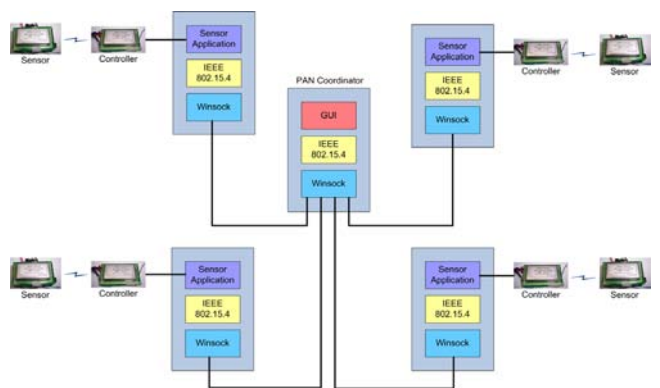 Sensor
Controller
Sensor
Application
IEEE
802.15.4
Winsock
PAN Coordinator
GUI
IEEE
802.15.4
Winsock
Sensor
Application
IEEE
802.15.4
Winsock
Controller
Sensor
Sensor
Controller
Sensor
Application
IEEE
802.15.4
Winsock
Sensor
Application
IEEE
802.15.4
Winsock
Controller
Sensor